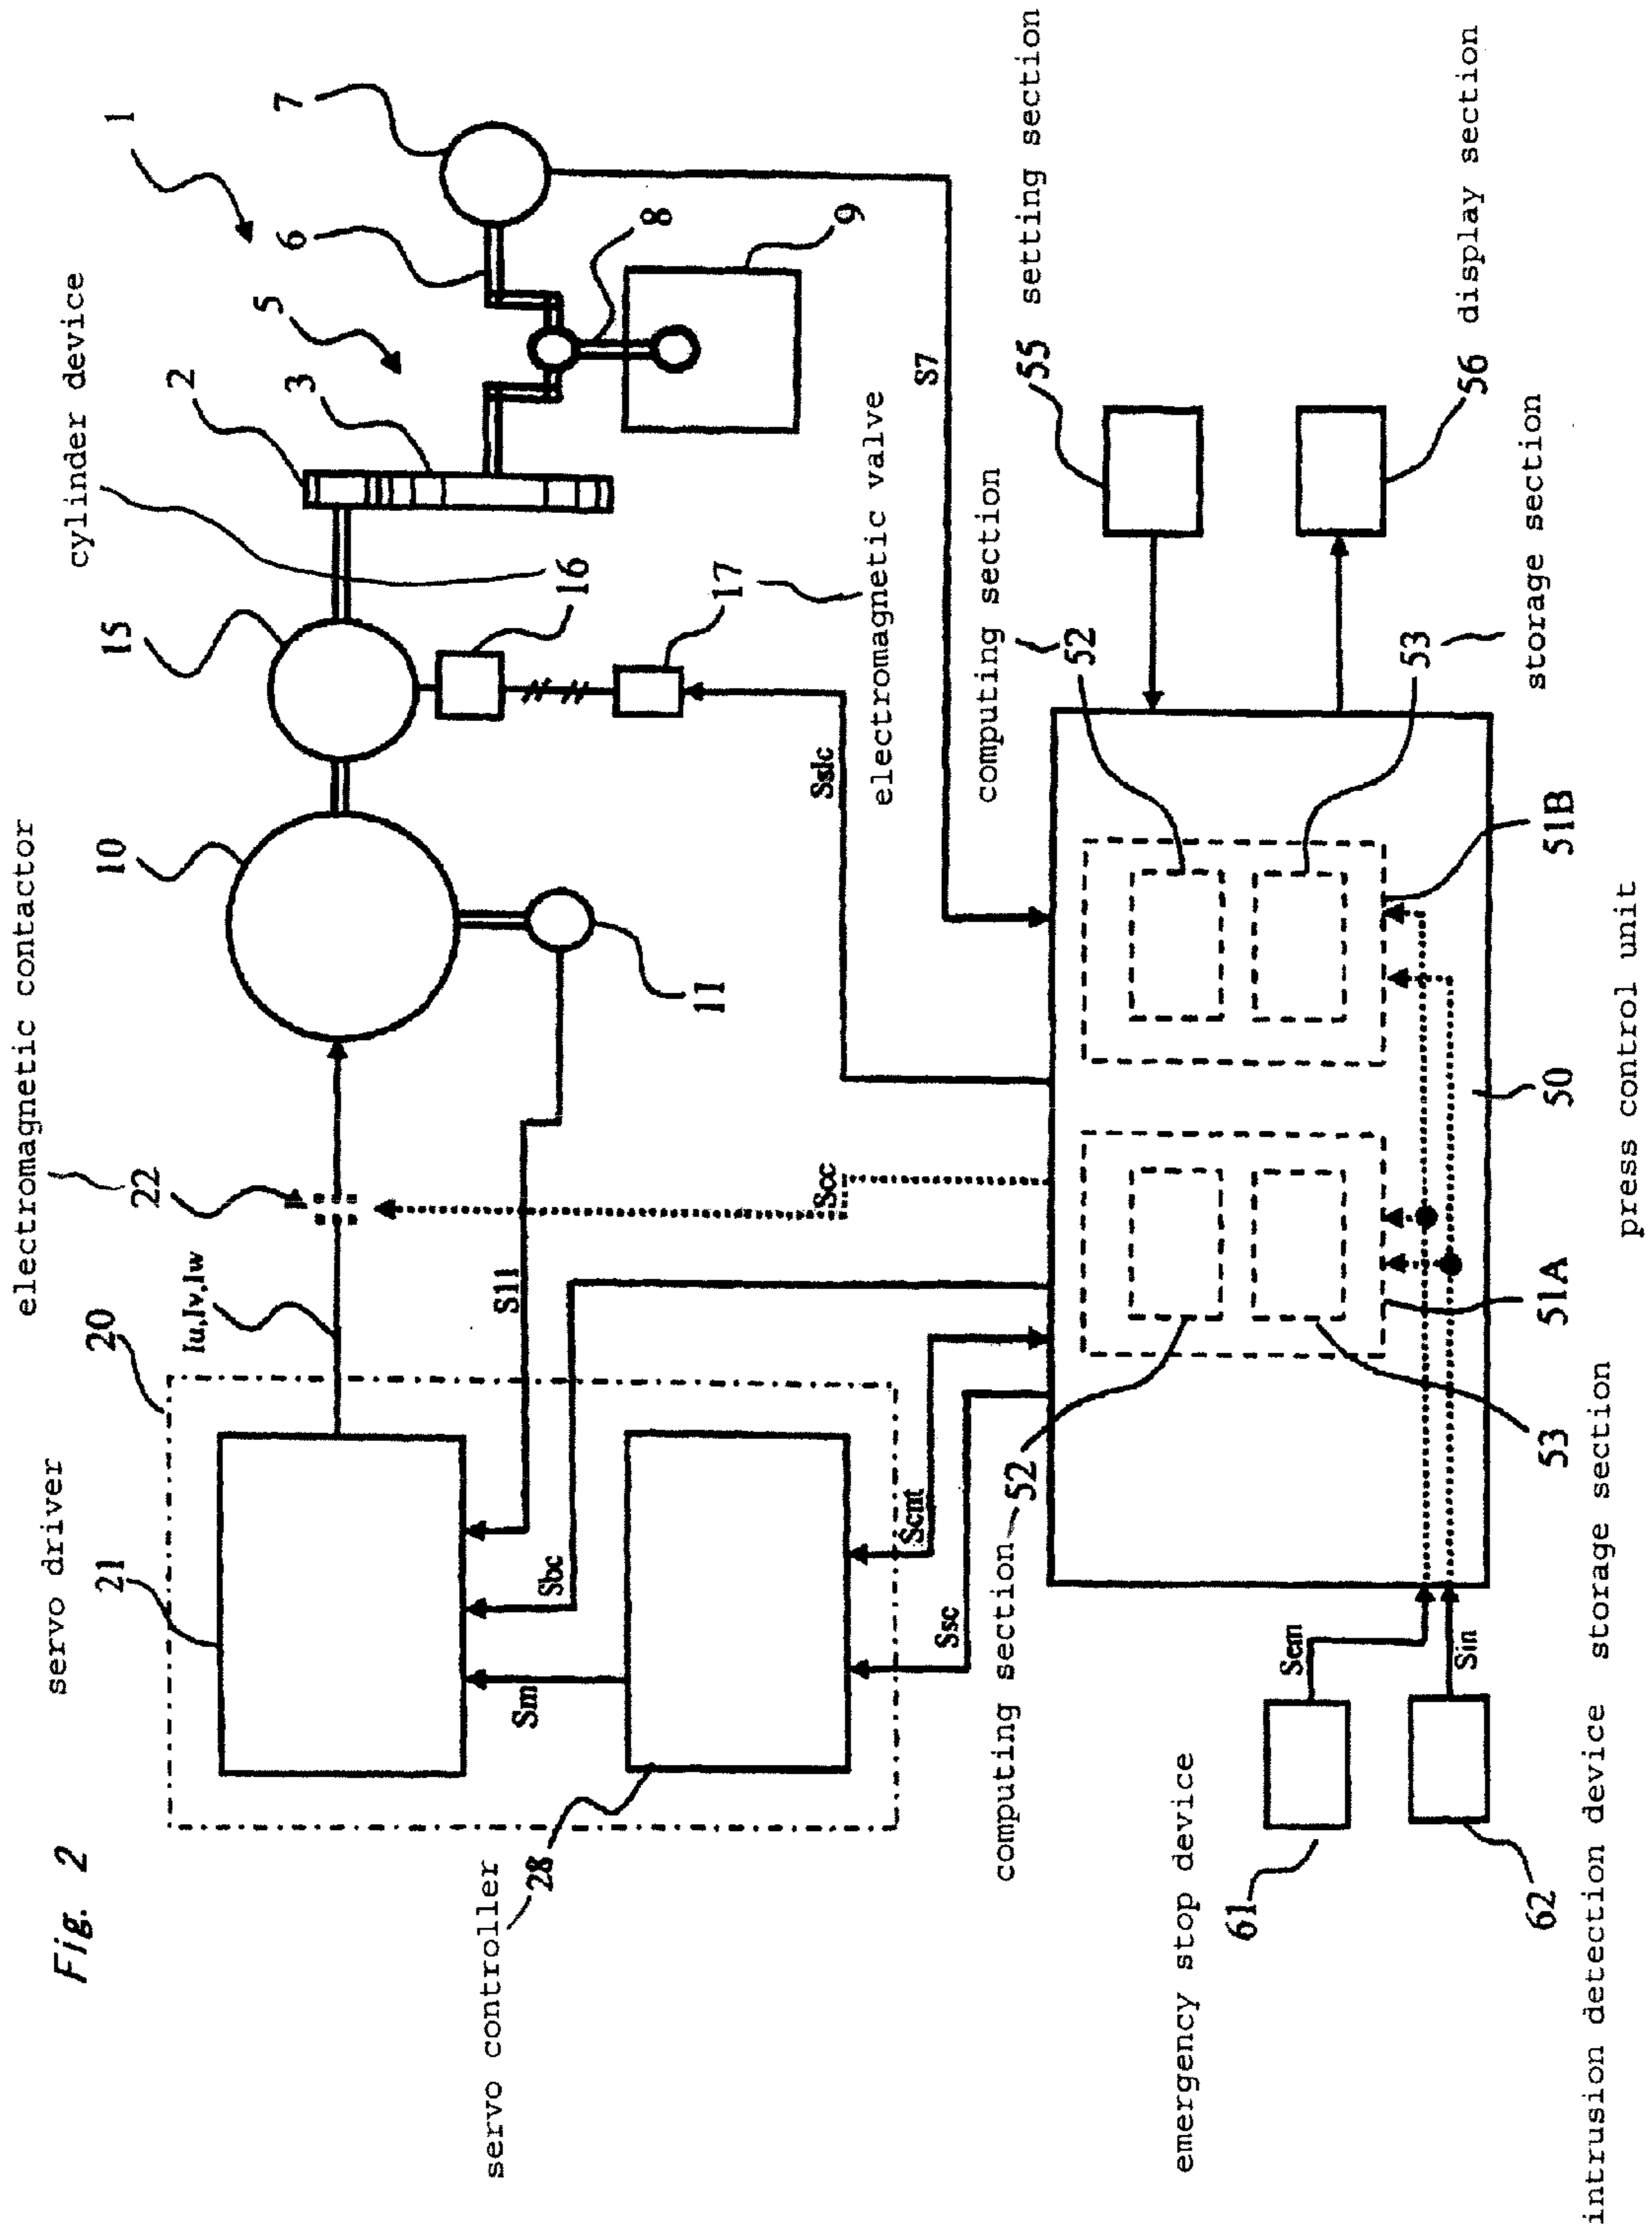 Fig. 2
electromagnetic contactor
servo driver
cylinder device
1
2
3
5
6
7
8
9
10
11
15
16
17
20
21
22
Iu,Iv,Iw
S11
Sbc
Sm
Scc
Sslc
S7
Scnt
Ssc
servo controller
28
electromagnetic valve
computing section
52
computing section
52
53
storage section
55 setting section
56
display section
51B
51A
53
storage section
50
press control unit
emergency stop device
61
Sem
Sin
62
intrusion detection device